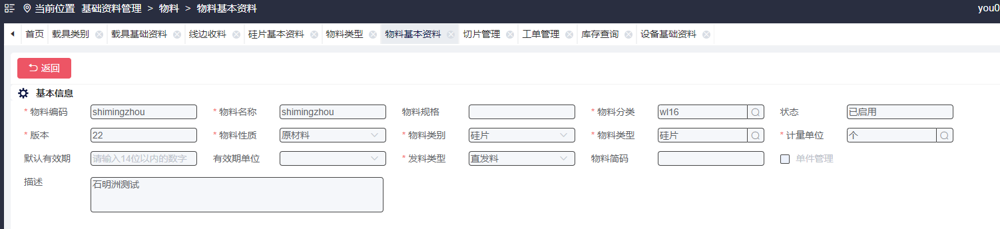 当前位置 基础资料管理 > 物料 > 物料基本资料 you0
首页 载具类别 载具基础资料 线边收料 硅片基本资料 物料类型 物料基本资料 切片管理 工单管理 库存查询 设备基础资料
返回
基本信息
* 物料编码 shimingzhou * 物料名称 shimingzhou 物料规格 * 物料分类 wl16 状态 已启用
* 版本 22 * 物料性质 原材料 * 物料类别 硅片 * 物料类型 硅片 * 计量单位 个
默认有效期 请输入14位以内的数字 有效期单位 * 发料类型 直发料 物料简码 单件管理
描述 石明洲测试